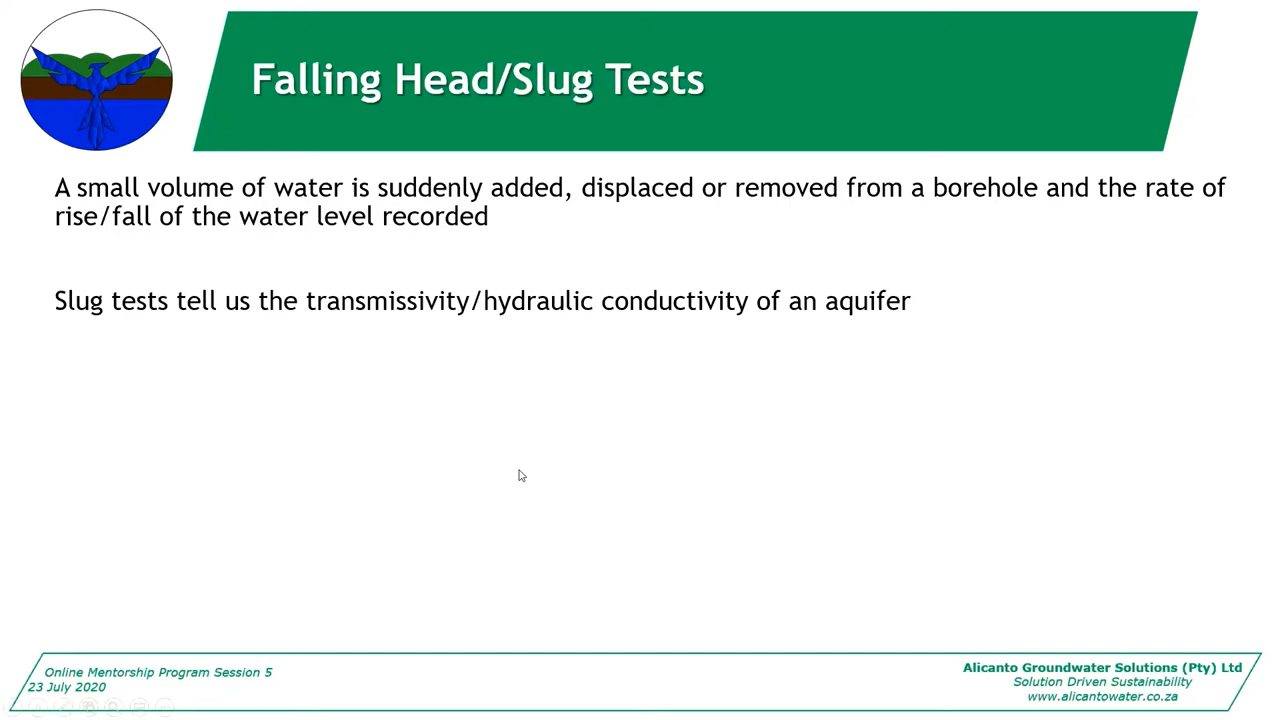 Falling Head/Slug Tests
A small volume of water is suddenly added, displaced or removed from a borehole and the rate of
rise/fall of the water level recorded
Slug tests tell us the transmissivity/hydraulic conductivity of an aquifer
Online Mentorship Program Session 5
23 July 2020
Alicanto Groundwater Solutions (Pty) Ltd
Solution Driven Sustainability
www.alicantowater.co.za